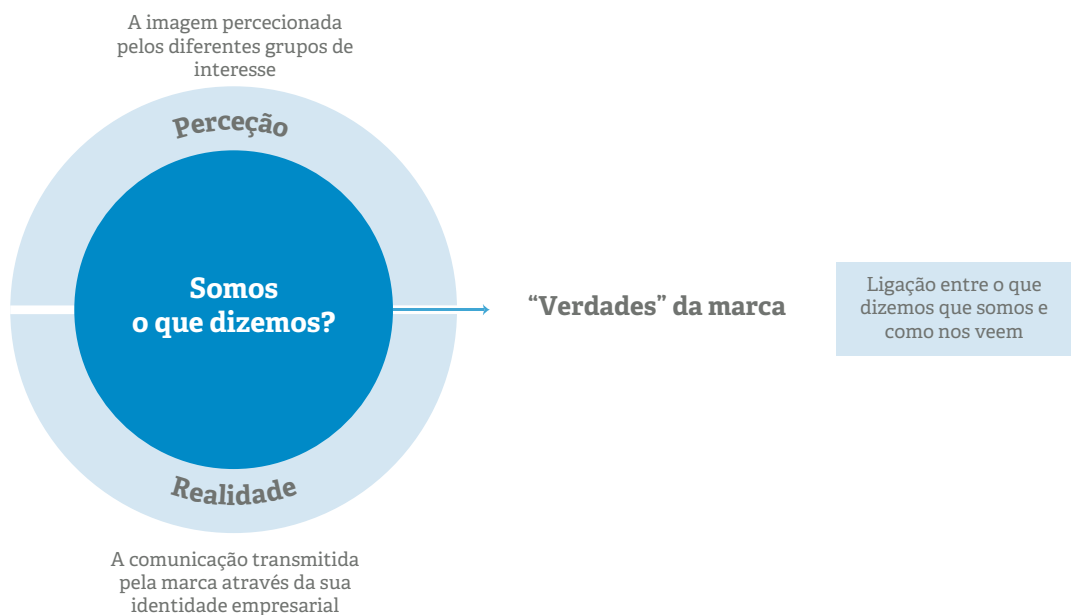 A imagem percecionada
pelos diferentes grupos de
interesse
Perceção
Somos
o que dizemos?
“Verdades” da marca
Ligação entre o que
dizemos que somos e
como nos veem
Realidade
A comunicação transmitida
pela marca através da sua
identidade empresarial